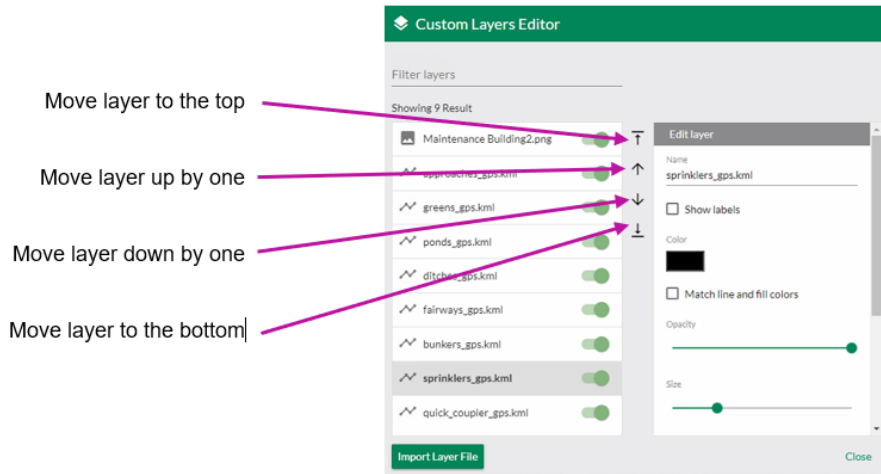 Custom Layers Editor
Filter layers
Showing 9 Result
Move layer to the top
Move layer up by one
Move layer down by one
Move layer to the bottom
Maintenance Building2.png
approaches_gps.kml
greens_gps.kml
ponds_gps.kml
ditches_gps.kml
fairways_gps.kml
bunkers_gps.kml
sprinklers_gps.kml
quick_coupler_gps.kml
Edit layer
Name
sprinklers_gps.kml
Show labels
Color
Match line and fill colors
Opacity
Size
Import Layer File
Close